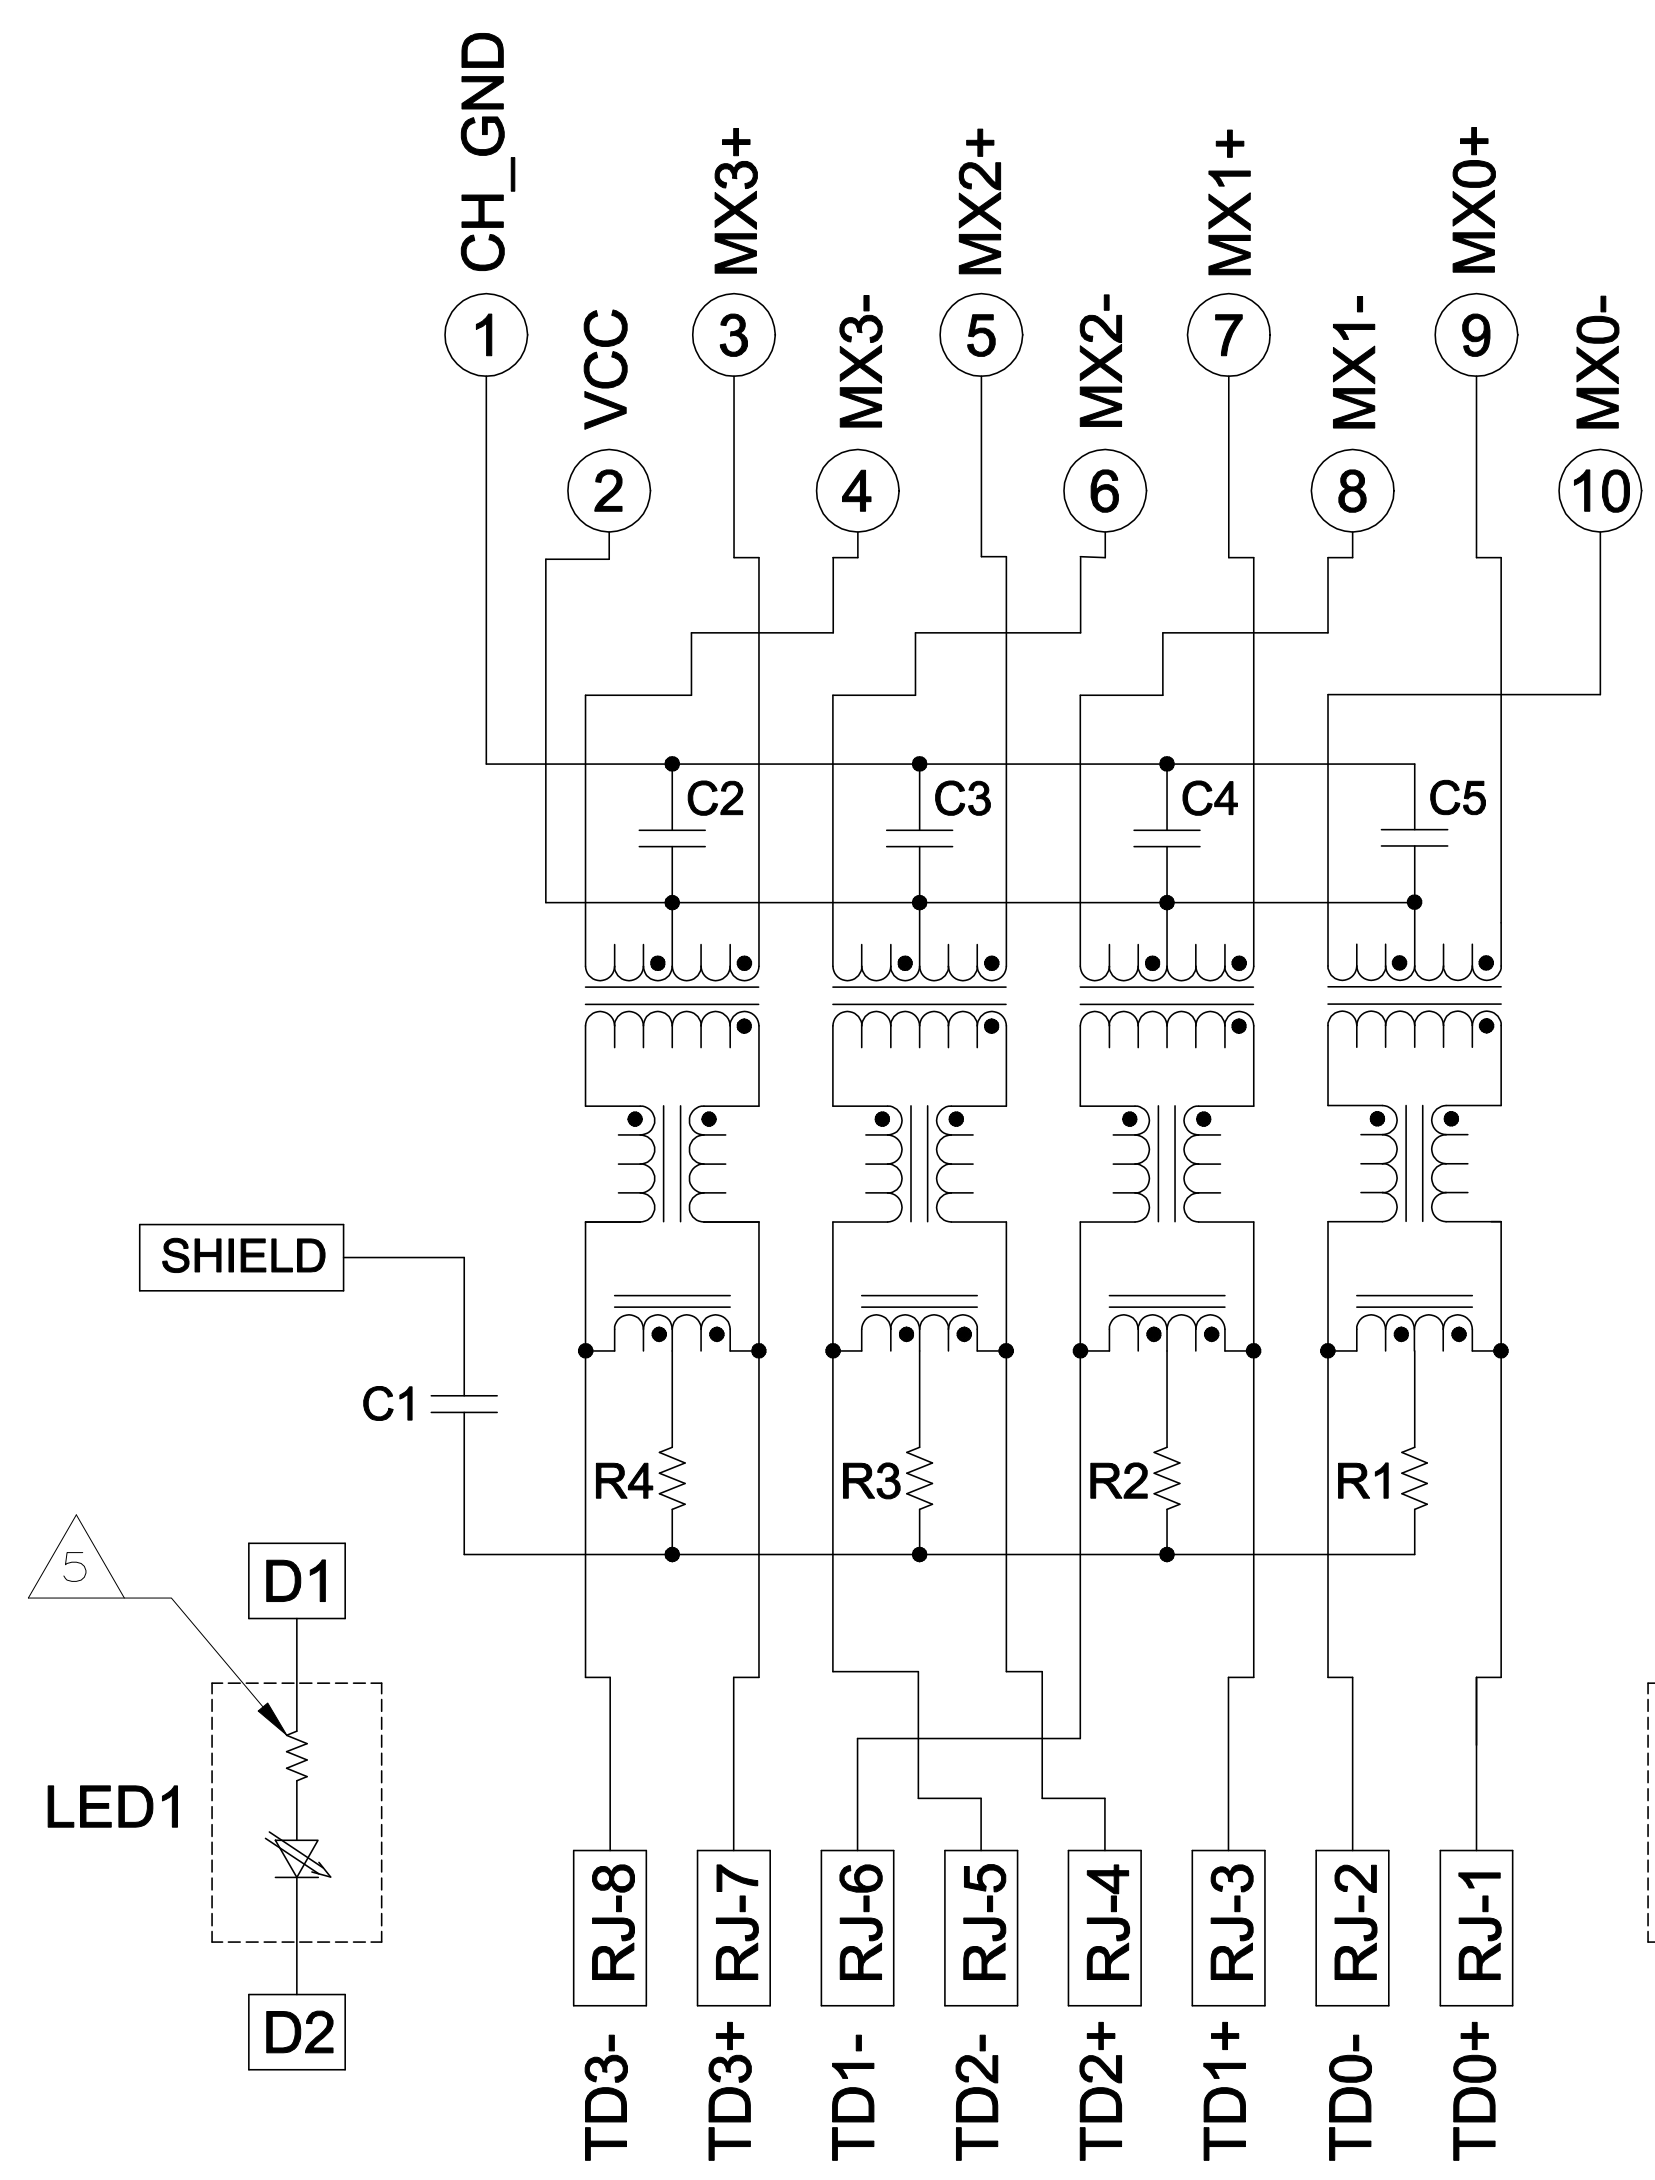 CH_GND
MX3+
MX2+
MX1+
MX0+
1
VCC
3
MX3-
5
MX2-
7
MX1-
9
MX0-
2
4
6
8
10
C2
C3
C4
C5
SHIELD
C1
R4
R3
R2
R1
5
D1
LED1
D2
RJ-8
RJ-7
RJ-6
RJ-5
RJ-4
RJ-3
RJ-2
RJ-1
TD3-
TD3+
TD1-
TD2-
TD2+
TD1+
TD0-
TD0+